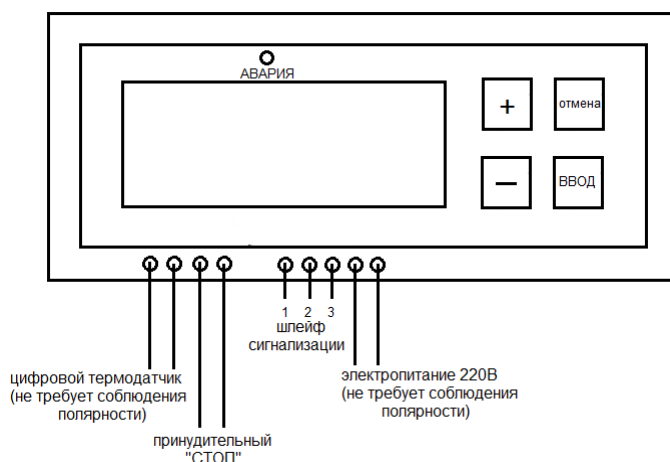 АВАРИЯ
+
отмена
−
ВВОД
1 2 3
шлейф
сигнализации
цифровой термодатчик
(не требует соблюдения
полярности)
электропитание 220В
(не требует соблюдения
полярности)
принудительный
"СТОП"